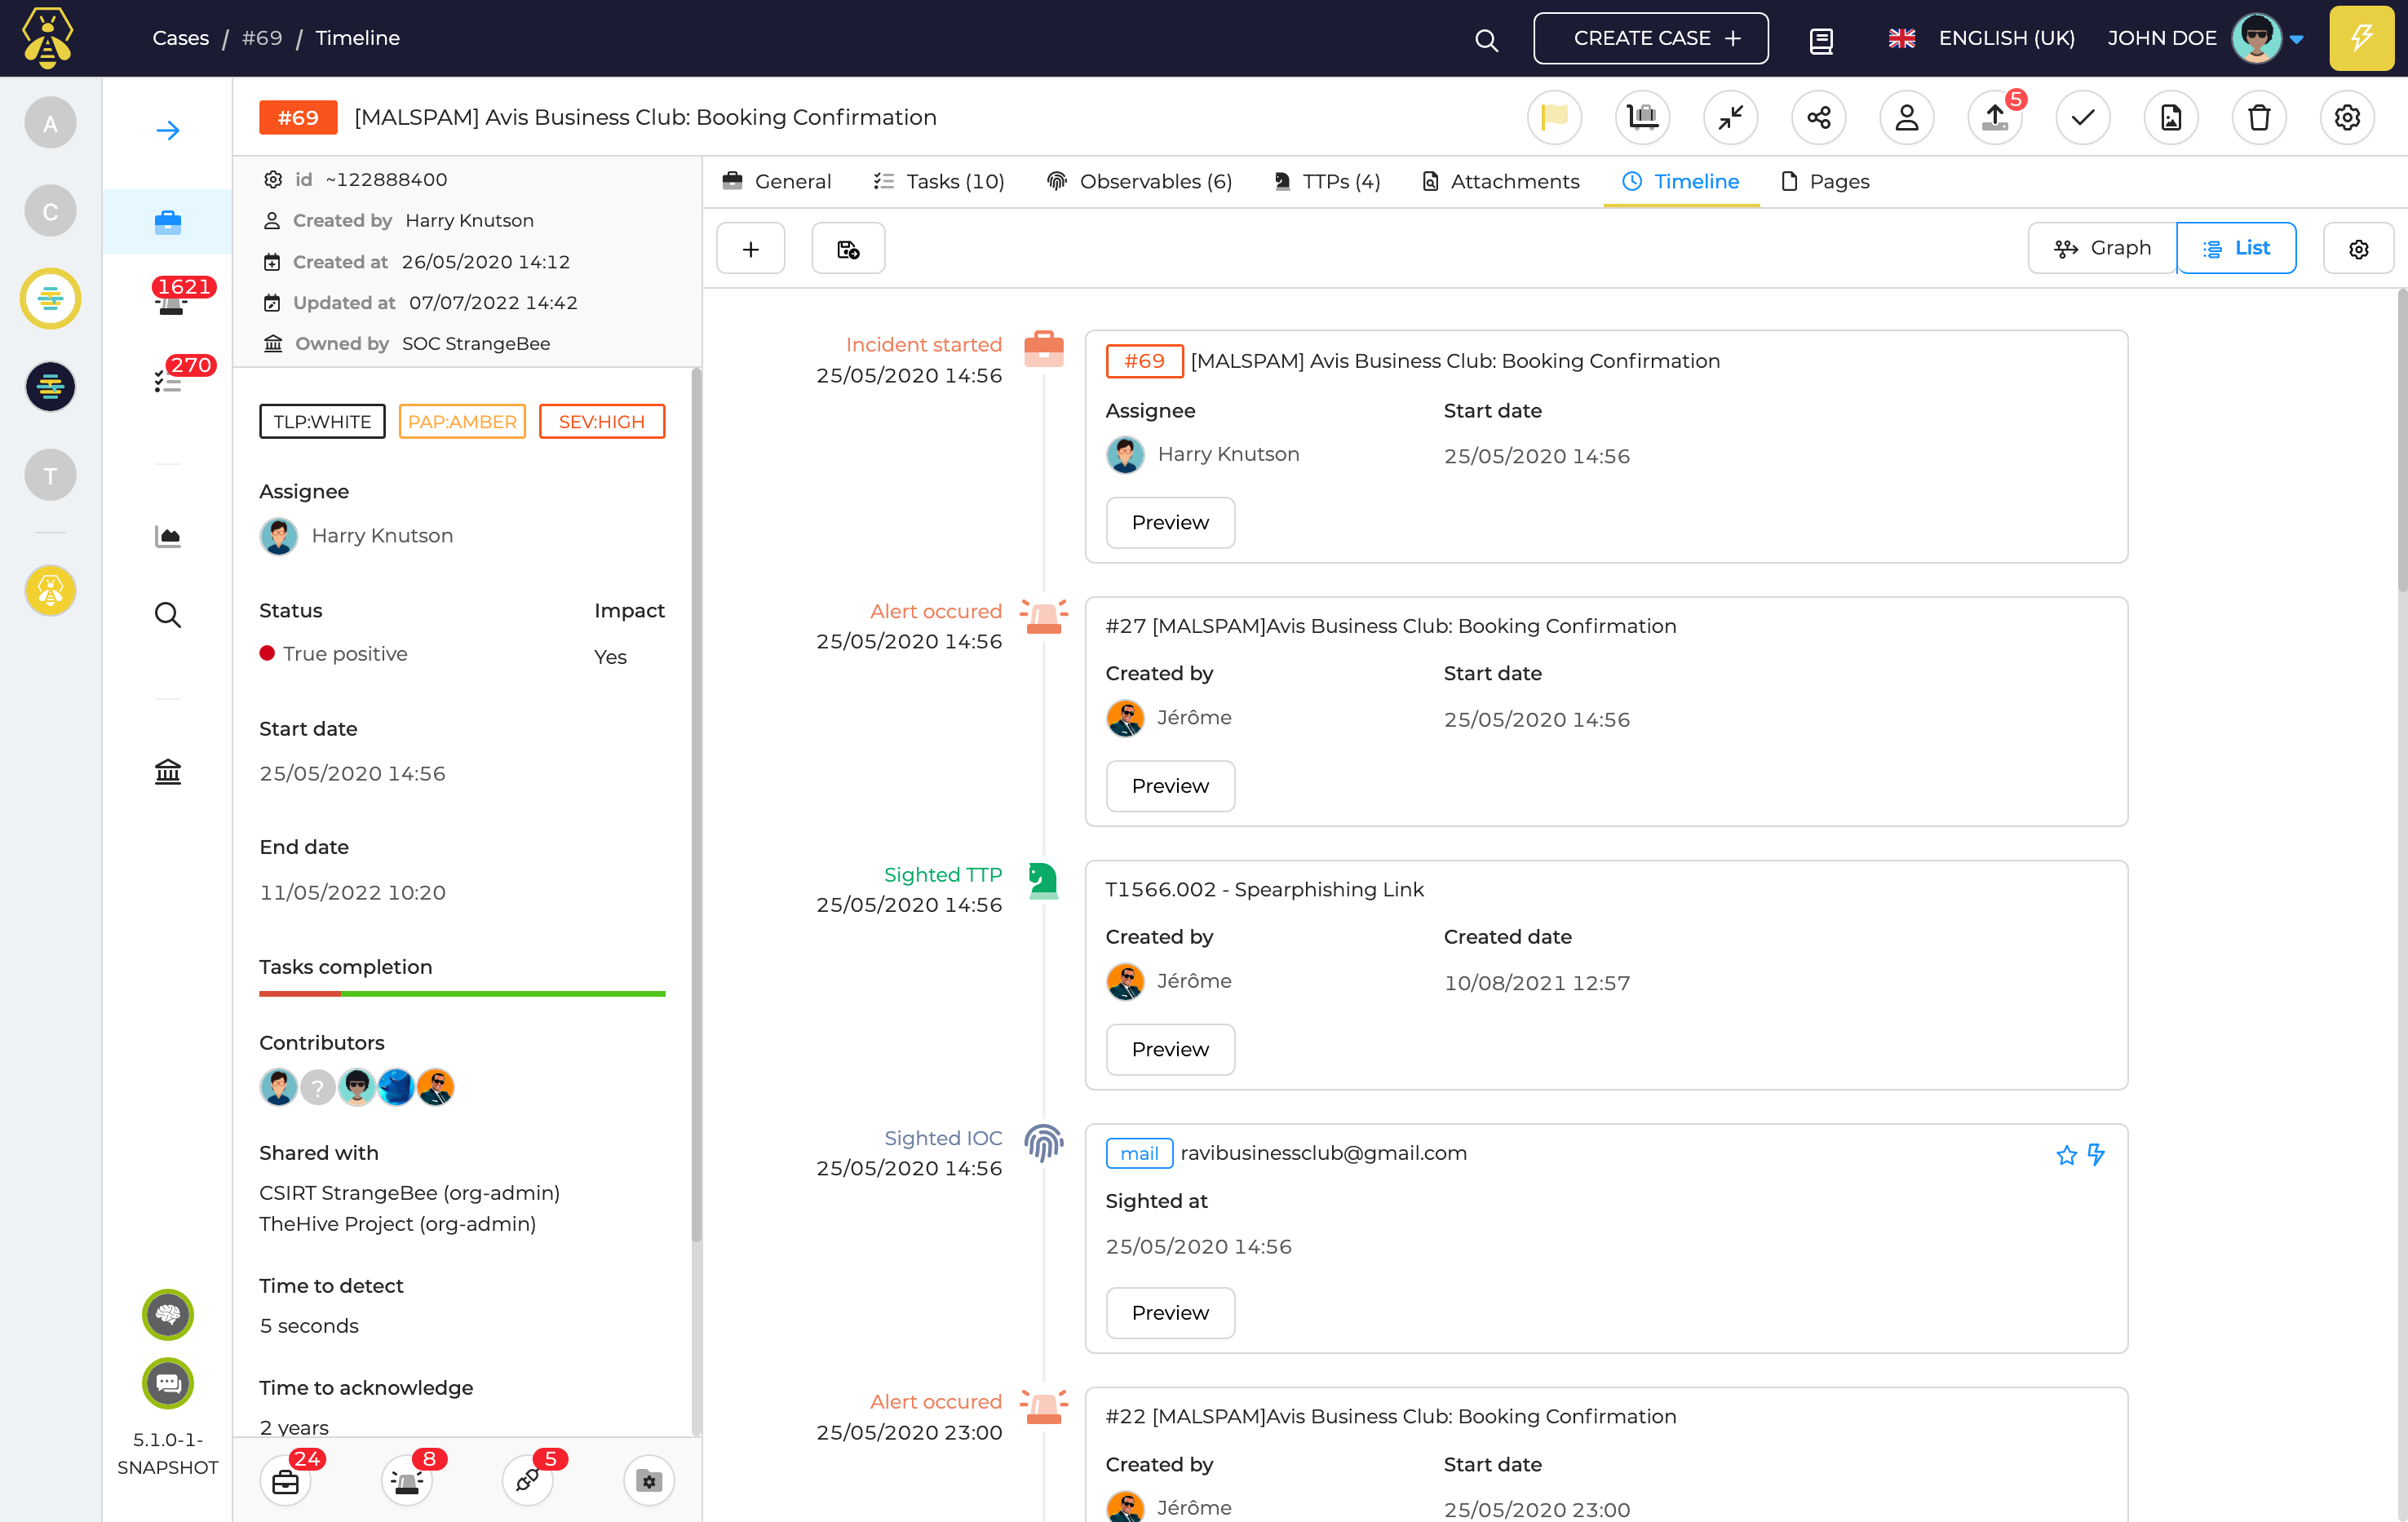 Cases / #69 / Timeline
CREATE CASE +
ENGLISH (UK)
JOHN DOE
A
C
T
1621
270
5.1.0-1-
SNAPSHOT
#69 [MALSPAM] Avis Business Club: Booking Confirmation
5
id ~122888400
Created by Harry Knutson
Created at 26/05/2020 14:12
Updated at 07/07/2022 14:42
Owned by SOC StrangeBee
TLP:WHITE PAP:AMBER SEV:HIGH
Assignee
Harry Knutson
Status Impact
True positive Yes
Start date
25/05/2020 14:56
End date
11/05/2022 10:20
Tasks completion
Contributors
?
Shared with
CSIRT StrangeBee (org-admin)
TheHive Project (org-admin)
Time to detect
5 seconds
Time to acknowledge
2 years
24 8 5
General Tasks (10) Observables (6) TTPs (4) Attachments Timeline Pages
+
Graph List
Incident started
25/05/2020 14:56
#69 [MALSPAM] Avis Business Club: Booking Confirmation
Assignee Start date
Harry Knutson 25/05/2020 14:56
Preview
Alert occured
25/05/2020 14:56
#27 [MALSPAM]Avis Business Club: Booking Confirmation
Created by Start date
Jérôme 25/05/2020 14:56
Preview
Sighted TTP
25/05/2020 14:56
T1566.002 - Spearphishing Link
Created by Created date
Jérôme 10/08/2021 12:57
Preview
Sighted IOC
25/05/2020 14:56
mail ravibusinessclub@gmail.com
Sighted at
25/05/2020 14:56
Preview
Alert occured
25/05/2020 23:00
#22 [MALSPAM]Avis Business Club: Booking Confirmation
Created by Start date
Jérôme 25/05/2020 23:00